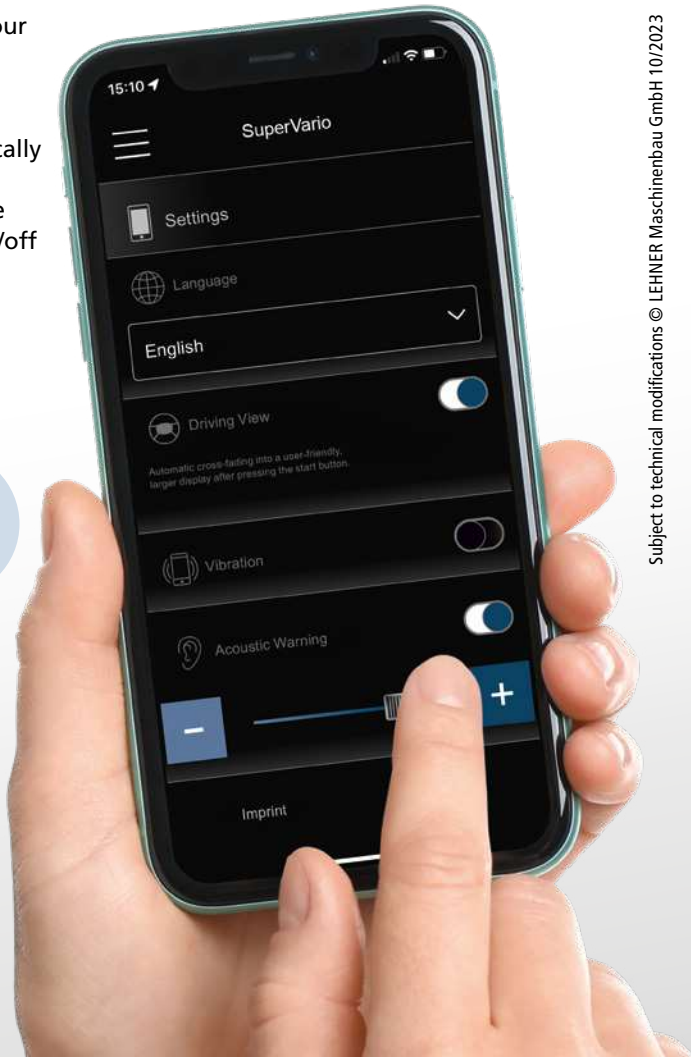 our
cally
e
/off
15:10
SuperVario
Settings
Language
English
Driving View
Automatic cross-fading into a user-friendly,
larger display after pressing the start button.
Vibration
Acoustic Warning
-
+
Imprint
Subject to technical modifications © LEHNER Maschinenbau GmbH 10/2023